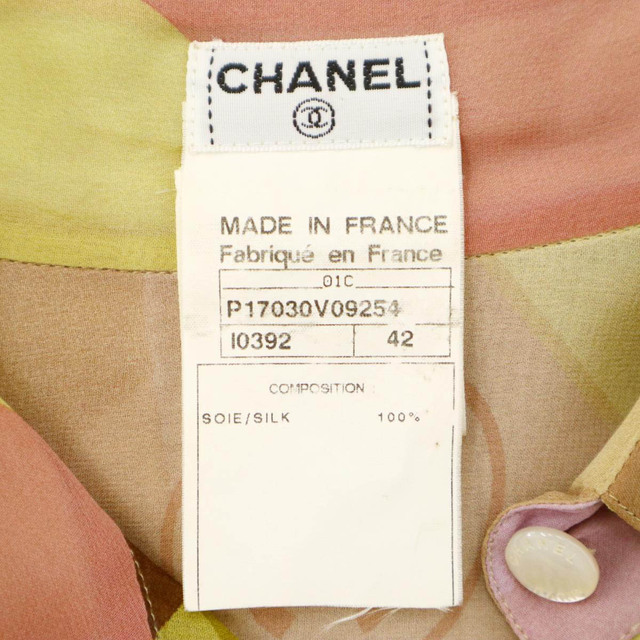 CHANEL
MADE IN FRANCE
Fabriqué en France
01C
P17030V09254
I0392 42
COMPOSITION
SOIE/SILK 100%